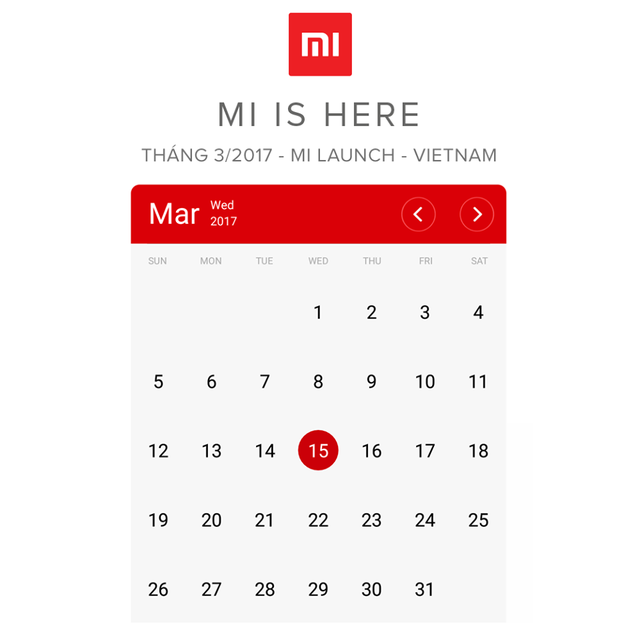 MI
MI IS HERE
THÁNG 3/2017 - MI LAUNCH - VIETNAM
Mar Wed
2017
SUN MON TUE WED THU FRI SAT
1 2 3 4
5 6 7 8 9 10 11
12 13 14 15 16 17 18
19 20 21 22 23 24 25
26 27 28 29 30 31